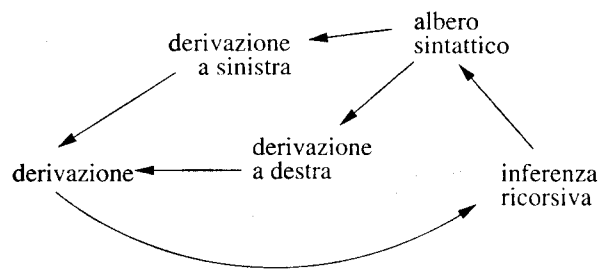 albero
sintattico
derivazione
a sinistra
derivazione
a destra
derivazione
inferenza
ricorsiva